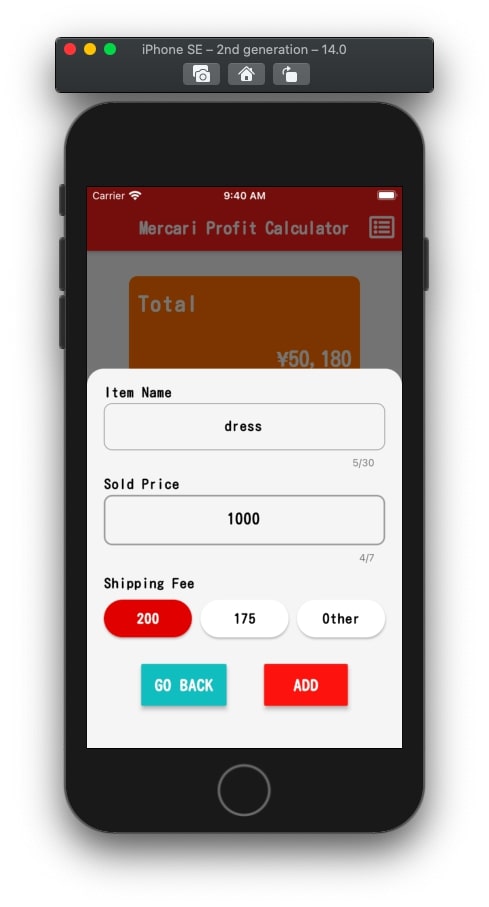 iPhone SE – 2nd generation – 14.0
Carrier 9:40 AM
Mercari Profit Calculator
Total
¥50,180
Item Name
dress
5/30
Sold Price
1000
4/7
Shipping Fee
200 175 Other
GO BACK ADD